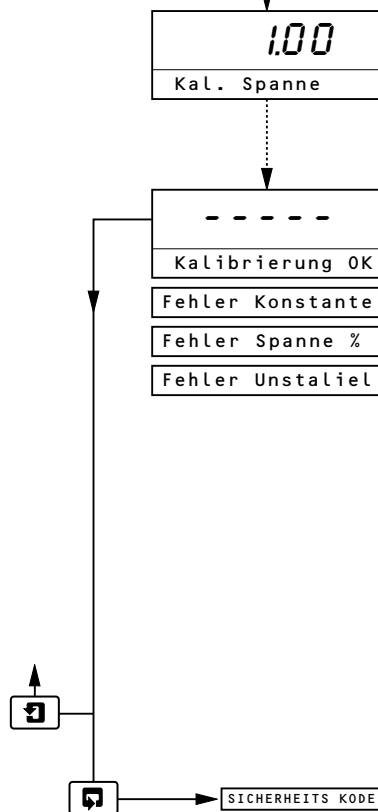 1.00
Kal. Spanne
- - - - -
Kalibrierung OK
Fehler Konstante
Fehler Spanne %
Fehler Unstaliel
SICHERHEITS KODE